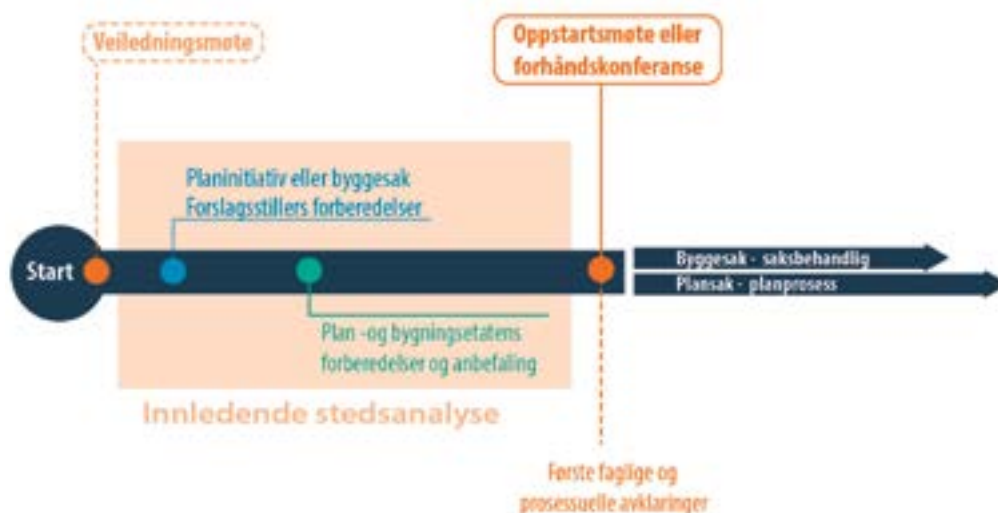 Veiledningsmøte
Oppstartsmøte eller
forhåndskonferanse
Planinitiativ eller byggesak
Forslagsstillers forberedelser
Start
Byggesak - saksbehandlig
Plansak - planprosess
Plan -og bygningsetatens
forberedelser og anbefaling
Innledende stedsanalyse
Første faglige og
prosessuelle avklaringer